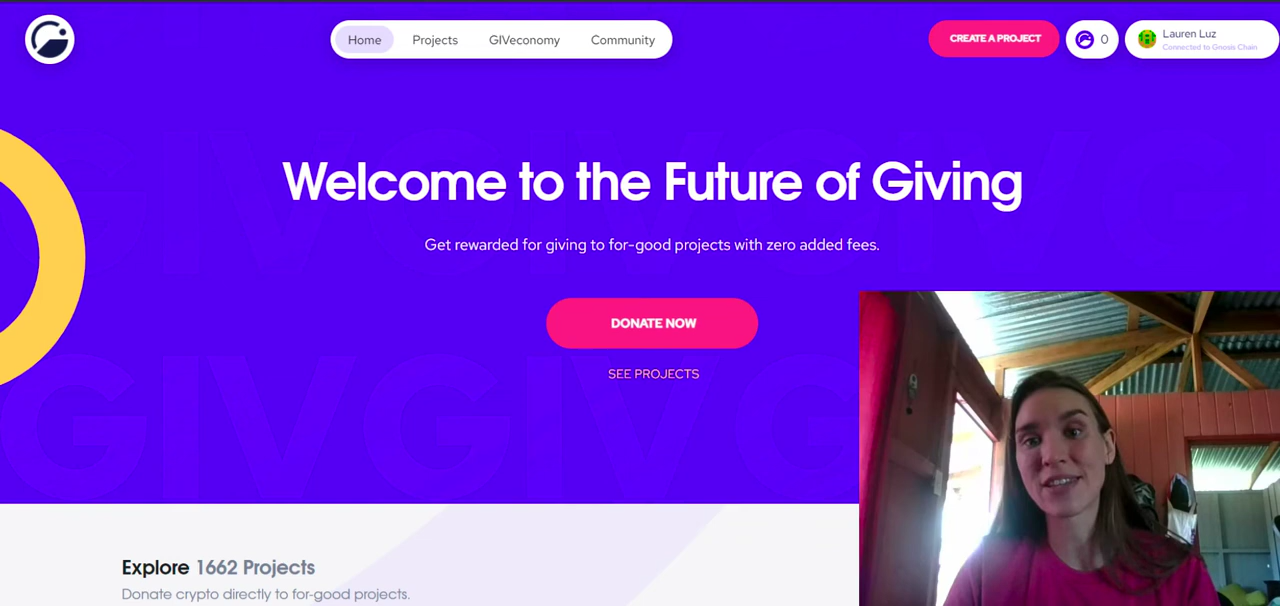 Home Projects GIVeconomy Community
CREATE A PROJECT
0
Lauren Luz
Connected to Gnosis Chain
GIVGIVGIVG
Welcome to the Future of Giving
Get rewarded for giving to for-good projects with zero added fees.
DONATE NOW
SEE PROJECTS
GIVGIVG
Explore 1662 Projects
Donate crypto directly to for-good projects.